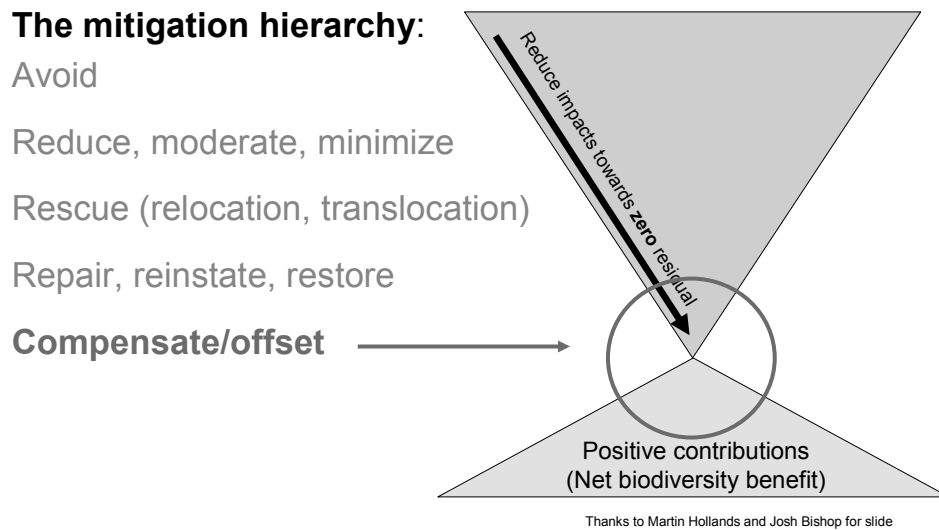 The mitigation hierarchy:
Avoid
Reduce, moderate, minimize
Rescue (relocation, translocation)
Repair, reinstate, restore
Compensate/offset
Reduce impacts towards zero residual
Positive contributions
(Net biodiversity benefit)
Thanks to Martin Hollands and Josh Bishop for slide